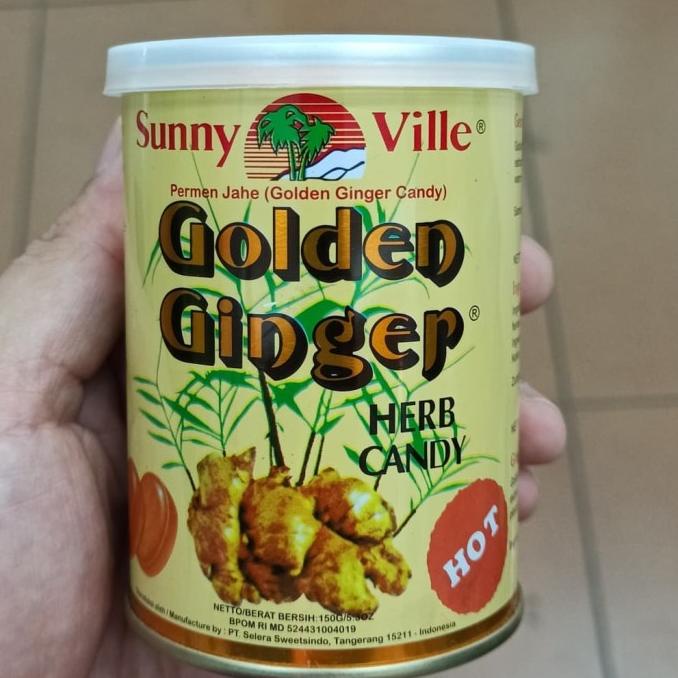 Sunny Ville®
Permen Jahe (Golden Ginger Candy)
Golden
Ginger®
HERB
CANDY
HOT
NETTO/BERAT BERSIH:150G/5.3OZ
BPOM RI MD 524431004019
oleh / Manufacture by : PT. Selera Sweetsindo, Tangerang 15211 - Indonesia